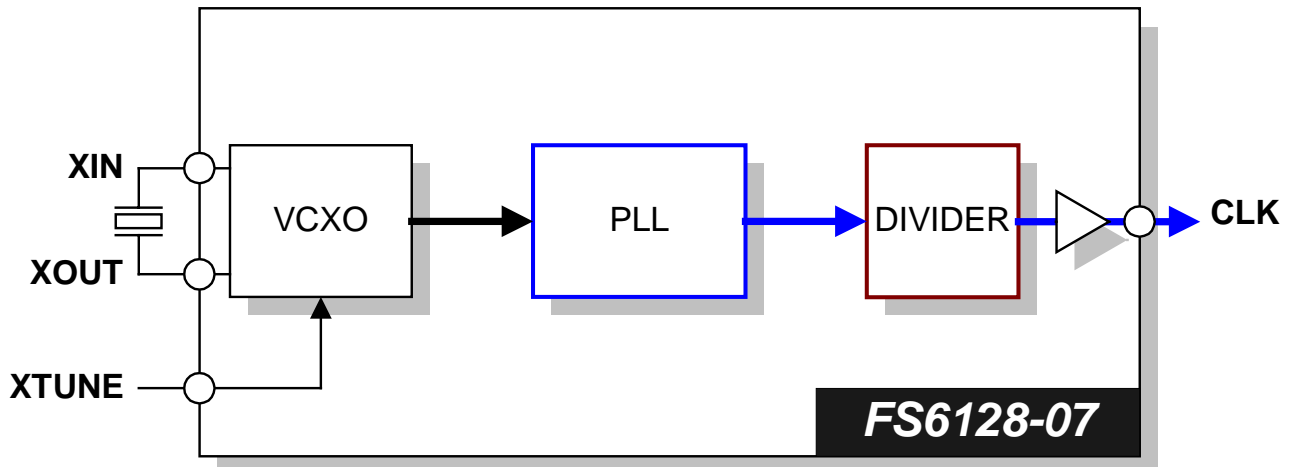 XIN
VCXO
PLL
DIVIDER
CLK
XOUT
XTUNE
FS6128-07